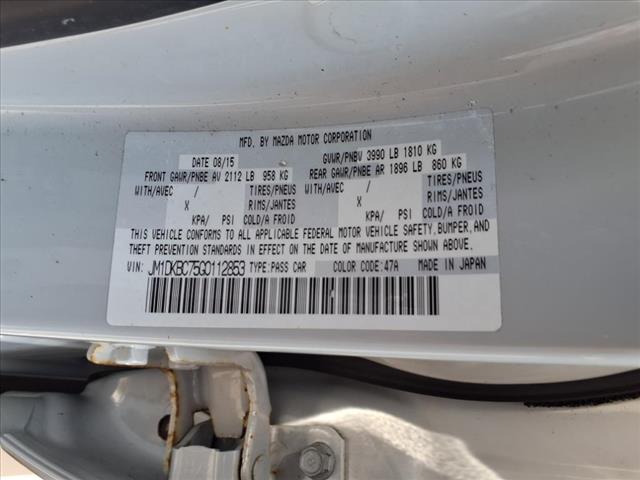 MFD. BY MAZDA MOTOR CORPORATION
DATE 08/15 GVWR/PNBV 3990 LB 1810 KG
FRONT GAWR/PNBE AV 2112 LB 958 KG REAR GAWR/PNBE AR 1896 LB 860 KG
WITH/AVEC / TIRES/PNEUS WITH/AVEC / TIRES/PNEUS
X RIMS/JANTES X RIMS/JANTES
KPA/ PSI COLD/A FROID KPA/ PSI COLD/A FROID
THIS VEHICLE CONFORMS TO ALL APPLICABLE FEDERAL MOTOR VEHICLE SAFETY, BUMPER, AND
THEFT PREVENTION STANDARDS IN EFFECT ON THE DATE OF MANUFACTURE SHOWN ABOVE.
VIN: JM1DKBC75G0112853 TYPE:PASS CAR COLOR CODE:47A MADE IN JAPAN